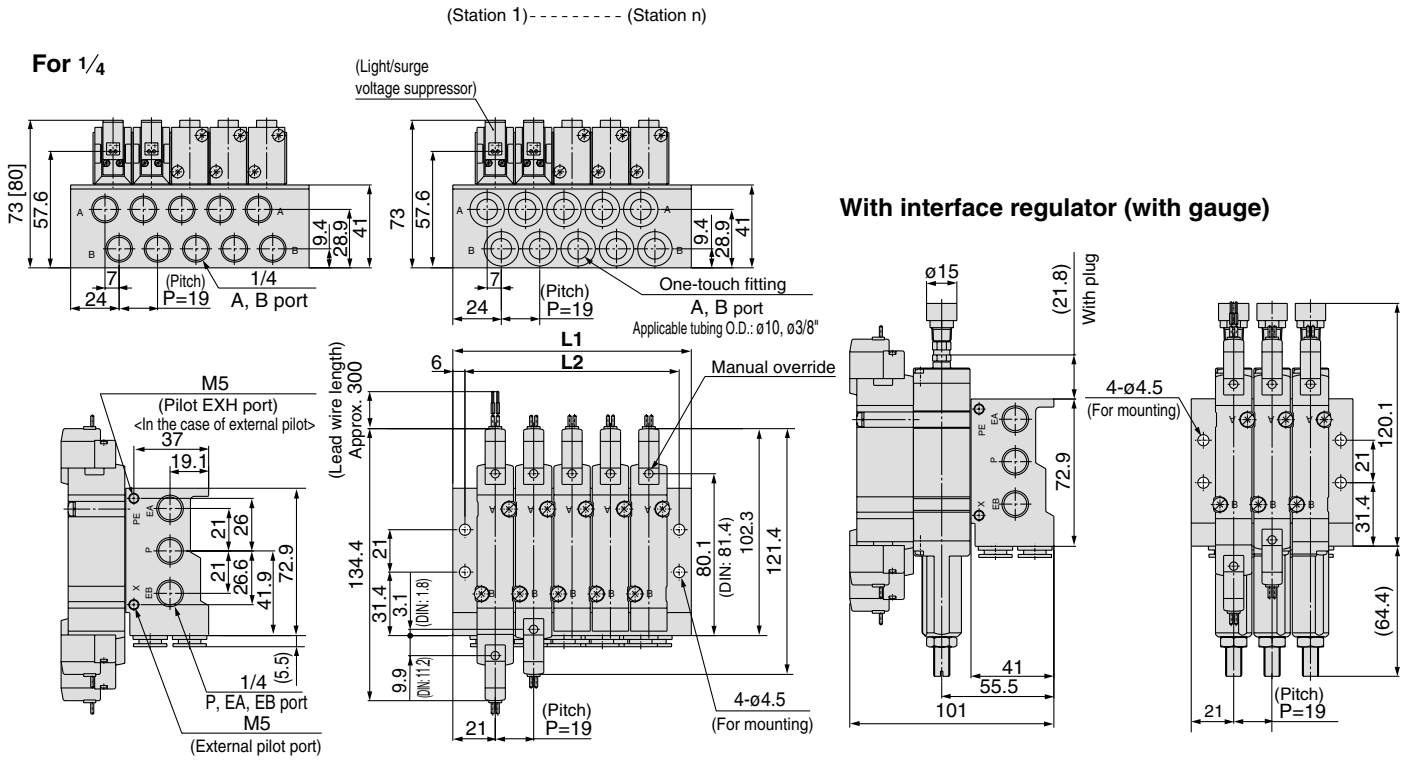 (Station 1)---------- (Station n)
For 1/4
73 [80]
57.6
A
A
B
B
9.4
28.9
41
7
24
(Pitch)
P=19
1/4
A, B port
(Light/surge
voltage suppressor)
73
57.6
A
A
B
B
9.4
28.9
41
7
24
(Pitch)
P=19
One-touch fitting
A, B port
Applicable tubing O.D.: ø10, ø3/8"
M5
(Pilot EXH port)
<In the case of external pilot>
37
19.1
PE
EA
P
X
EB
21
26
21
26.6
41.9
72.9
(5.5)
1/4
P, EA, EB port
M5
(External pilot port)
L1
6
L2
Manual override
(Lead wire length)
Approx. 300
134.4
21
31.4
3.1
(DIN: 1.8)
9.9
(DIN: 11.2)
A
A
A
A
A
B
B
B
B
B
80.1
(DIN: 81.4)
102.3
121.4
21
(Pitch)
P=19
4-ø4.5
(For mounting)
With interface regulator (with gauge)
ø15
(21.8)
With plug
PE
EA
P
X
EB
72.9
41
55.5
101
4-ø4.5
(For mounting)
A
A
A
B
B
B
120.1
21
31.4
(64.4)
21
(Pitch)
P=19